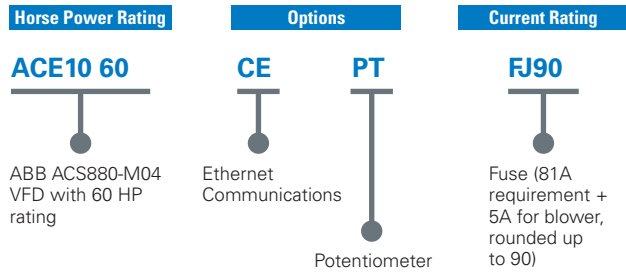 Horse Power Rating
Options
Current Rating
ACE10 60
CE
PT
FJ90
ABB ACS880-M04
VFD with 60 HP
rating
Ethernet
Communications
Potentiometer
Fuse (81A
requirement +
5A for blower,
rounded up
to 90)